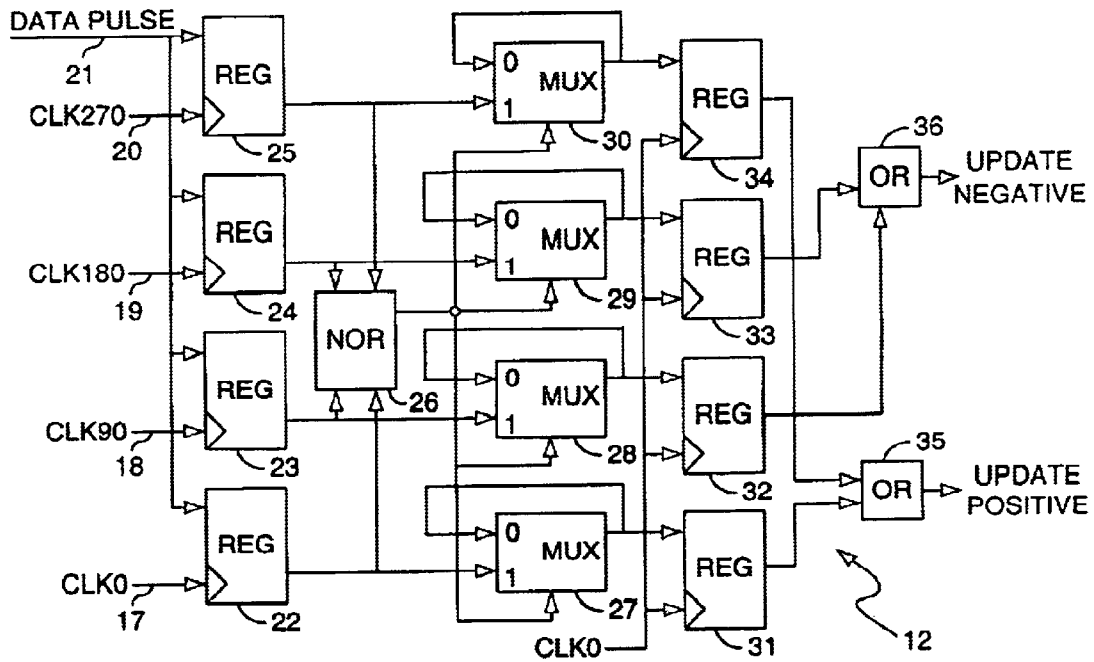 DATA PULSE
21
REG
CLK270
20
25
0
MUX
1
30
REG
34
36
OR
UPDATE
NEGATIVE
REG
CLK180
19
24
0
MUX
1
29
REG
33
NOR
26
REG
CLK90
18
23
0
MUX
1
28
REG
32
35
OR
UPDATE
POSITIVE
REG
CLK0
17
22
0
MUX
1
27
REG
31
CLK0
12